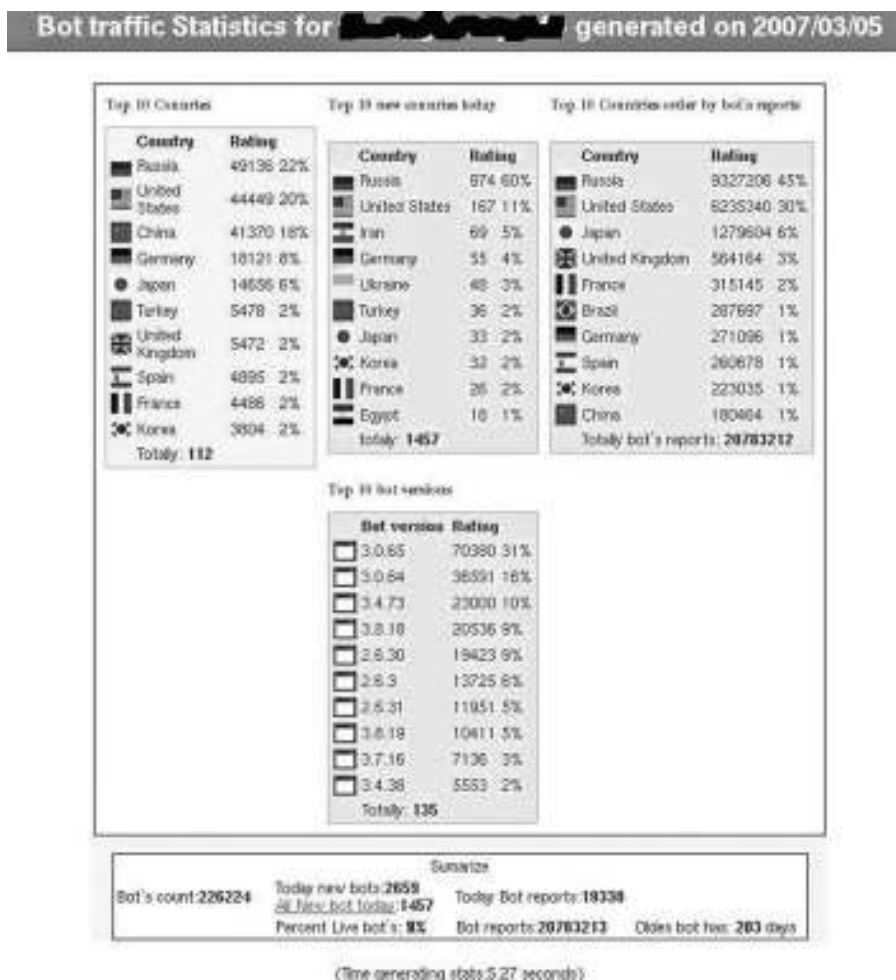 Bot traffic Statistics for generated on 2007/03/05
Top 10 Countries
Country Rating
Russia 49136 22%
United States 44449 20%
China 41370 18%
Germany 18121 8%
Japan 14656 6%
Turkey 5478 2%
United Kingdom 5472 2%
Spain 4895 2%
France 4486 2%
Korea 3804 2%
Totaly: 112
Top 10 new countries today
Country Rating
Russia 874 60%
United States 167 11%
Iran 69 5%
Germany 55 4%
Ukraine 48 3%
Turkey 36 2%
Japan 33 2%
Korea 32 2%
France 26 2%
Egypt 18 1%
totaly: 1457
Top 10 Countries order by bot's reports
Country Rating
Russia 9327206 45%
United States 6235340 30%
Japan 1279604 6%
United Kingdom 564164 3%
France 315145 2%
Brazil 287697 1%
Germany 271096 1%
Spain 260678 1%
Korea 223035 1%
China 180464 1%
Totally bot's reports: 20783212
Top 10 bot versions
Bot version Rating
3.0.65 70380 31%
3.0.64 36591 16%
3.4.73 23000 10%
3.8.18 20536 9%
2.6.30 19423 9%
2.6.3 13725 6%
2.6.31 11951 5%
3.8.19 10411 5%
3.7.16 7136 3%
3.4.38 5553 2%
Totaly: 135
Sumarize
Bot's count:226224
Today new bots:2659
All New bot today:1457
Percent Live bot's:
Today Bot reports:19338
Bot reports:20783213
Oldes bot has: 203 days
(Time generating stats:5.27 seconds)